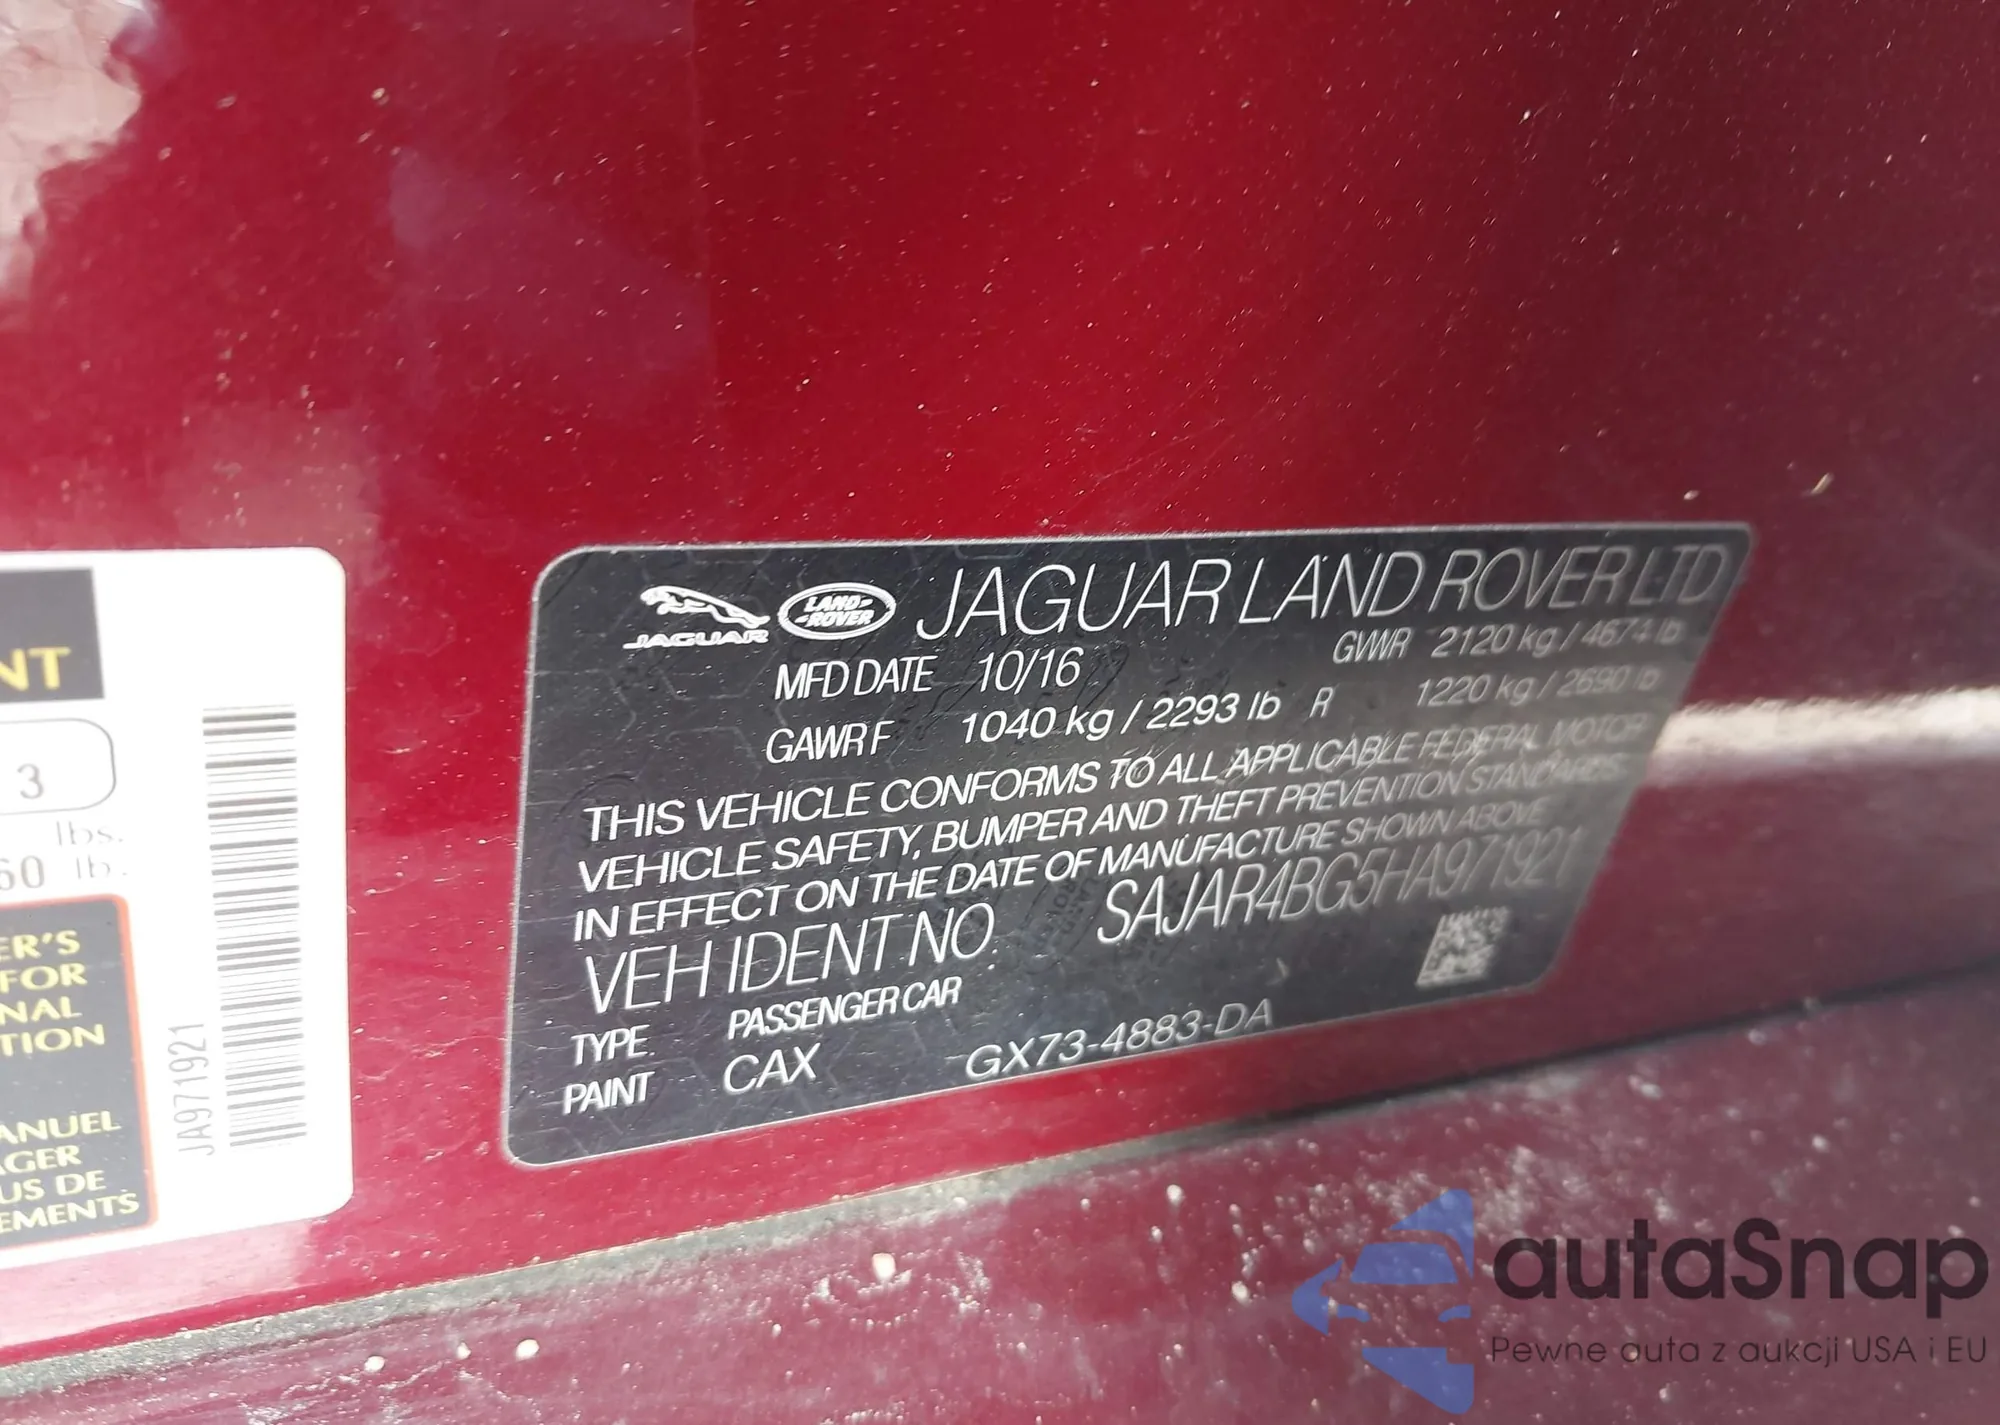 JAGUAR
LAND-
-ROVER
JAGUAR LAND ROVER LTD
MFD DATE 10/16 GVWR 2120 kg / 4674 lb
GAWR F 1040 kg / 2293 lb R 1220 kg / 2690 lb
THIS VEHICLE CONFORMS TO ALL APPLICABLE FEDERAL MOTOR
VEHICLE SAFETY, BUMPER AND THEFT PREVENTION STANDARDS
IN EFFECT ON THE DATE OF MANUFACTURE SHOWN ABOVE
VEH IDENT NO SAJAR4BG5HA971921
TYPE PASSENGER CAR
PAINT CAX GX73-4883-DA
NT
3
lbs.
60 lb.
ER'S
FOR
NAL
TION
ANUEL
AGER
US DE
EMENTS
JA971921
autaSnap
Pewne auta z aukcji USA i EU